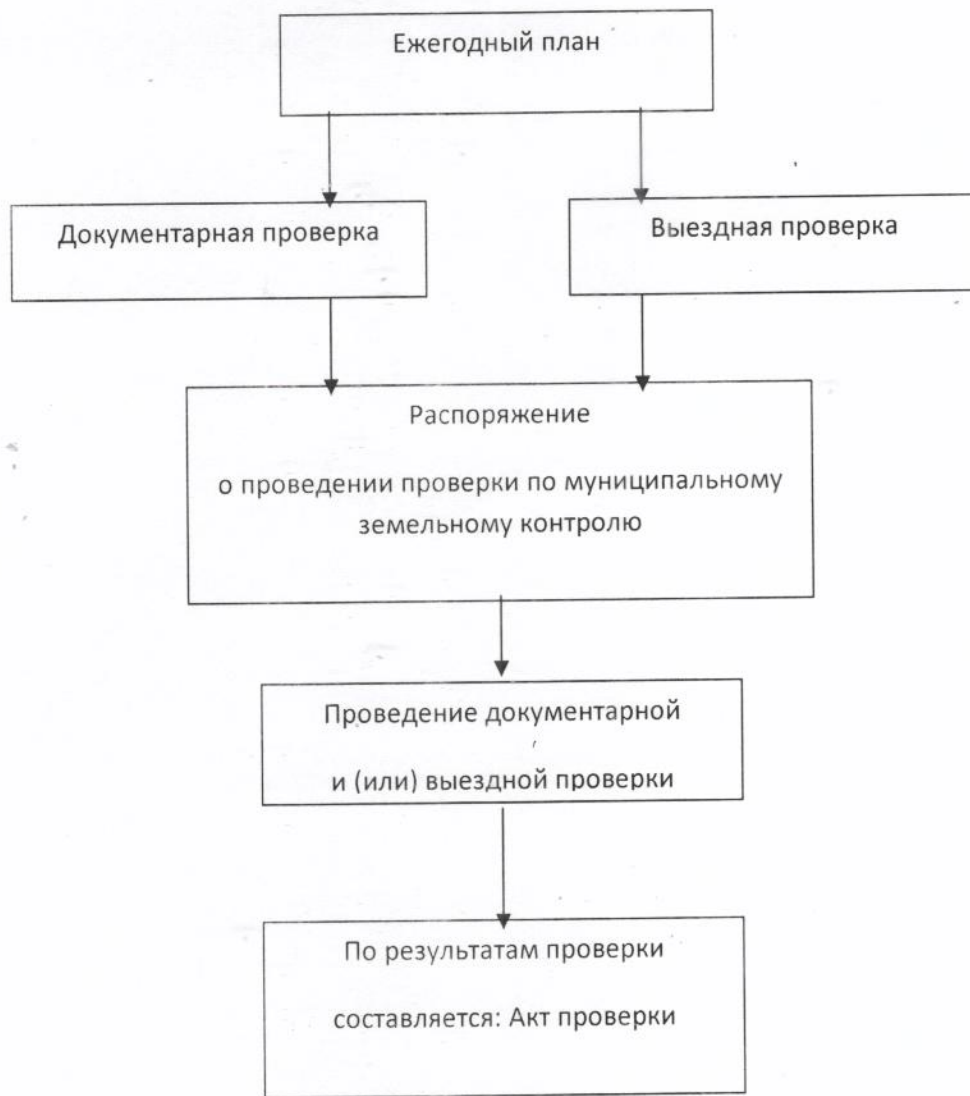 Ежегодный план
Документарная проверка
Выездная проверка
Распоряжение
о проведении проверки по муниципальному
земельному контролю
Проведение документарной
и (или) выездной проверки
По результатам проверки
составляется: Акт проверки